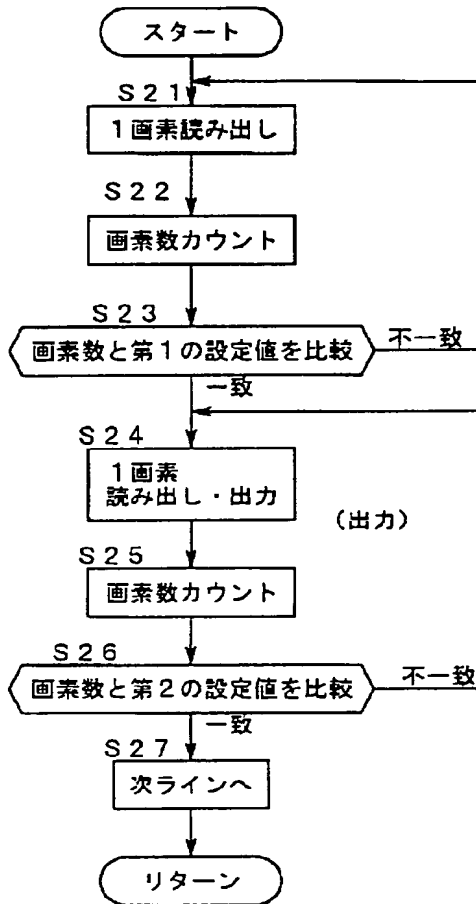 スタート
S21
1画素読み出し
S22
画素数カウント
S23
画素数と第1の設定値を比較
不一致
一致
S24
1画素
読み出し・出力
(出力)
S25
画素数カウント
S26
画素数と第2の設定値を比較
不一致
一致
S27
次ラインへ
リターン